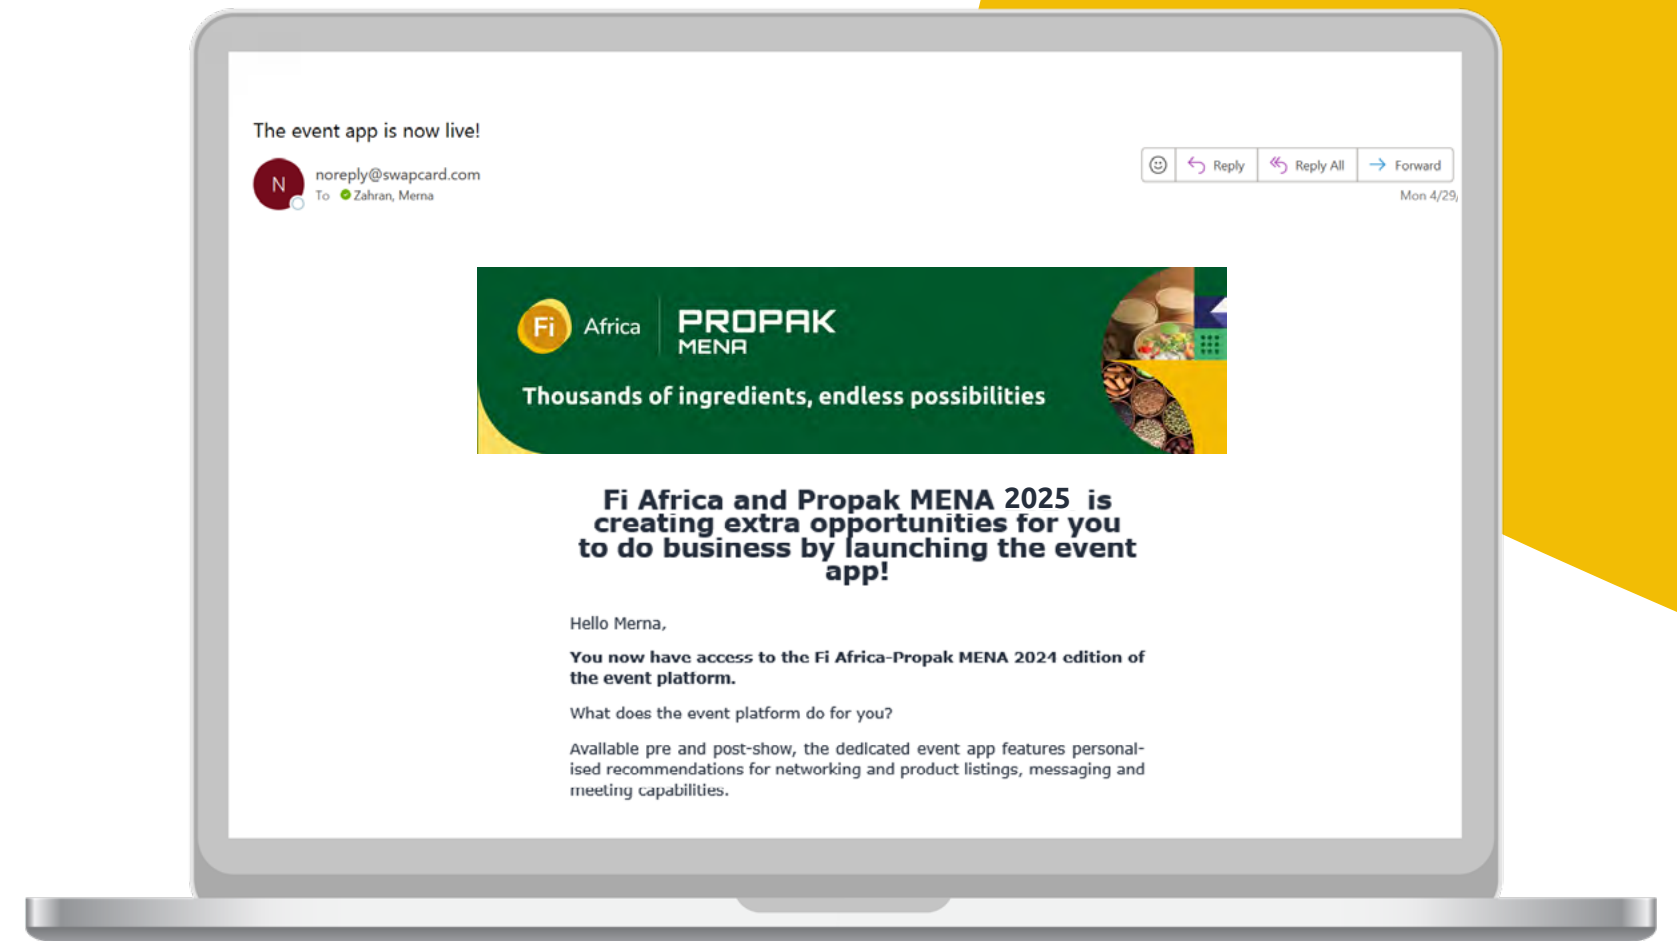 The event app is now live!
N
noreply@swapcard.com
To Zahran, Merna
Reply
Reply All
Forward
Mon 4/29/
Fi Africa
PROPAK
MENA
Thousands of ingredients, endless possibilities
Fi Africa and Propak MENA 2025 is
creating extra opportunities for you
to do business by launching the event
app!
Hello Merna,
You now have access to the Fi Africa-Propak MENA 2024 edition of
the event platform.
What does the event platform do for you?
Available pre and post-show, the dedicated event app features personal-
ised recommendations for networking and product listings, messaging and
meeting capabilities.